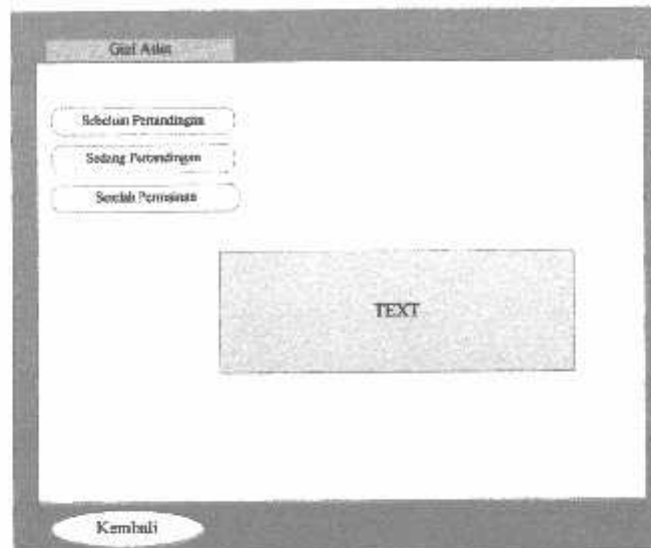 Gizi Atlet
Sebelum Pertandingan
Sedang Pertandingan
Setelah Permainan
TEXT
Kembali